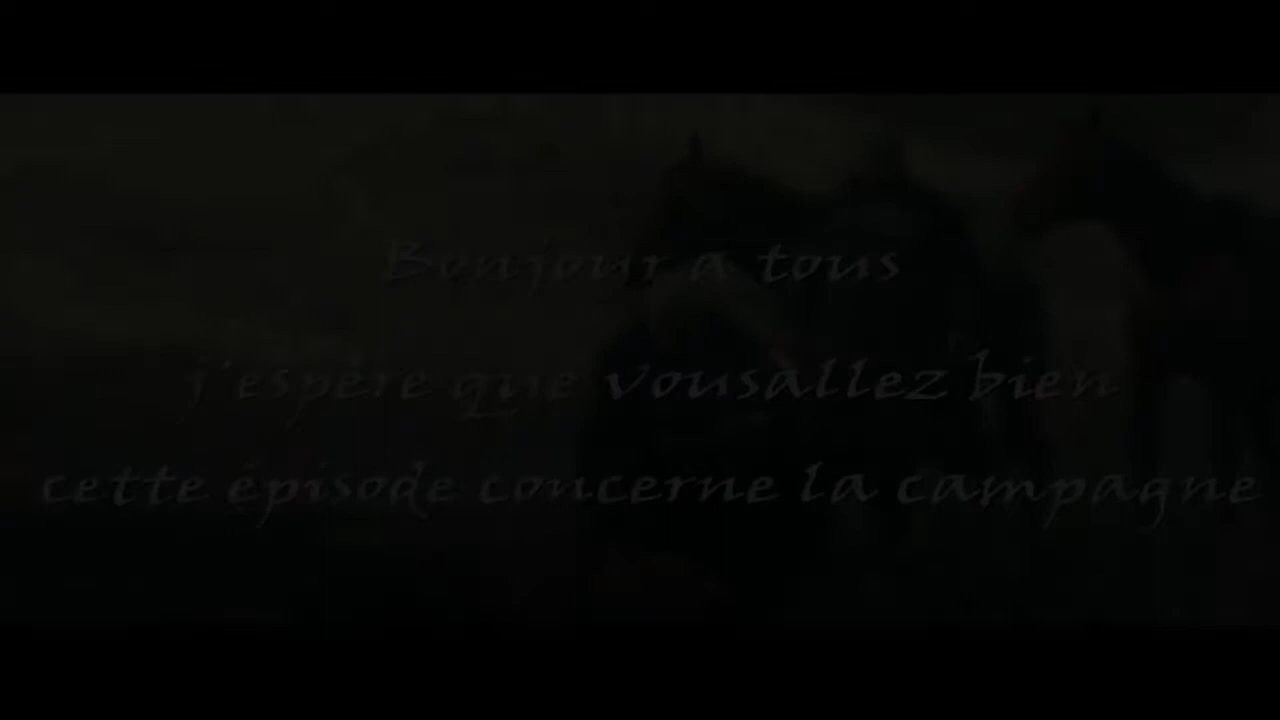 Bonjour a tous
j'espère que vousallez bien
cette épisode concerne la campagne